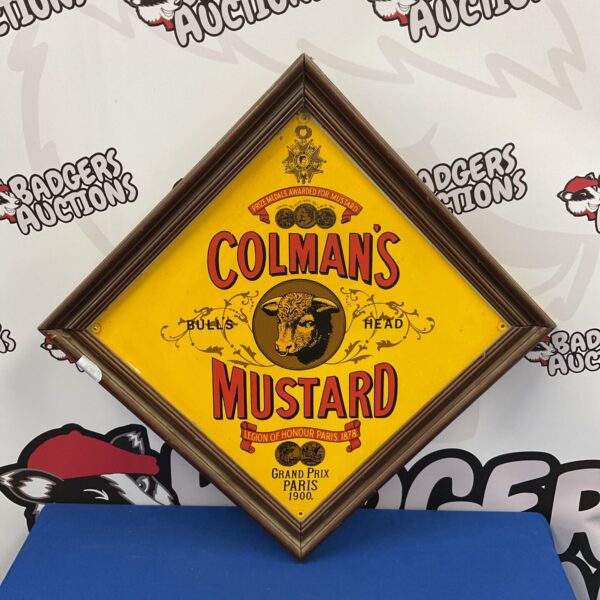 BADGERS
AUCTIONS
PRIZE MEDALS AWARDED FOR MUSTARD
COLMAN'S
BULL'S HEAD
MUSTARD
LEGION OF HONOUR PARIS. 1878
GRAND PRIX
PARIS
1900.
BADGERS
AUCTIONS
BADGERS
AUCTIONS
BADGERS
AUCTIONS